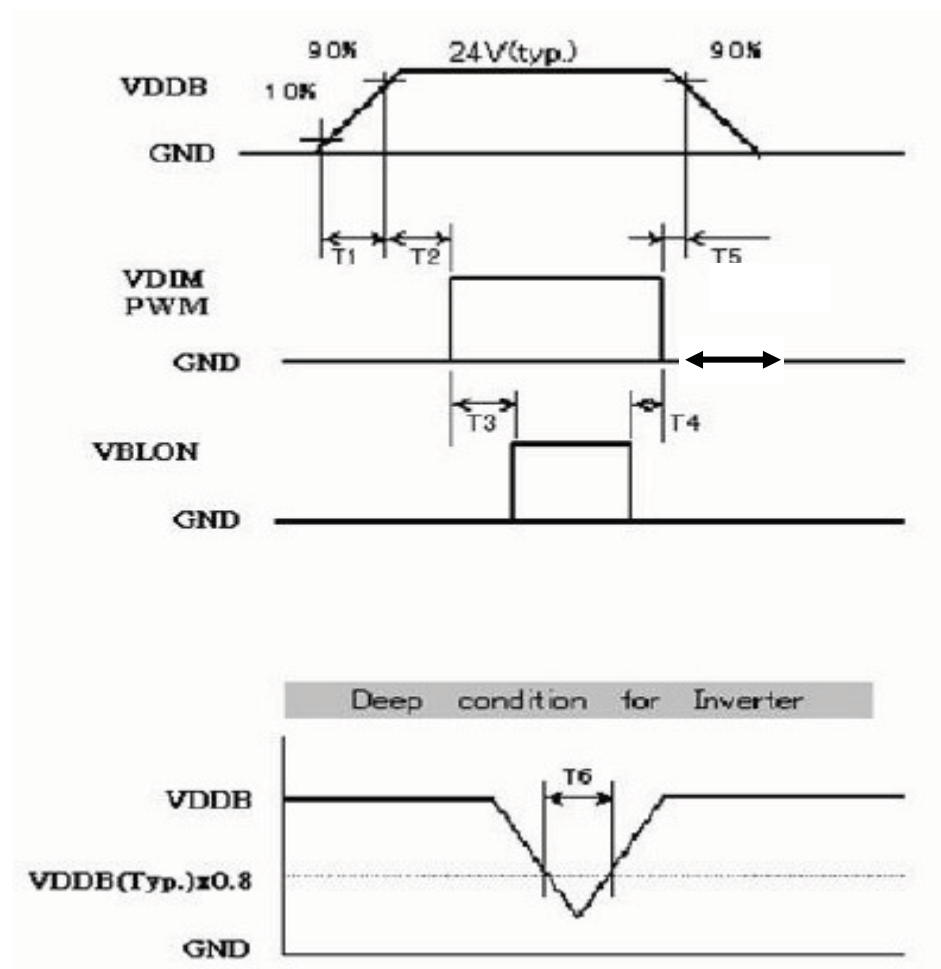 90% 24V(typ.) 90%
VDDB 10%
GND
T1 T2 T5
VDIM
PWM
GND
T3 T4
VBLON
GND
Deep condition for Inverter
T6
VDDB
VDDB(Typ.)x0.8
GND